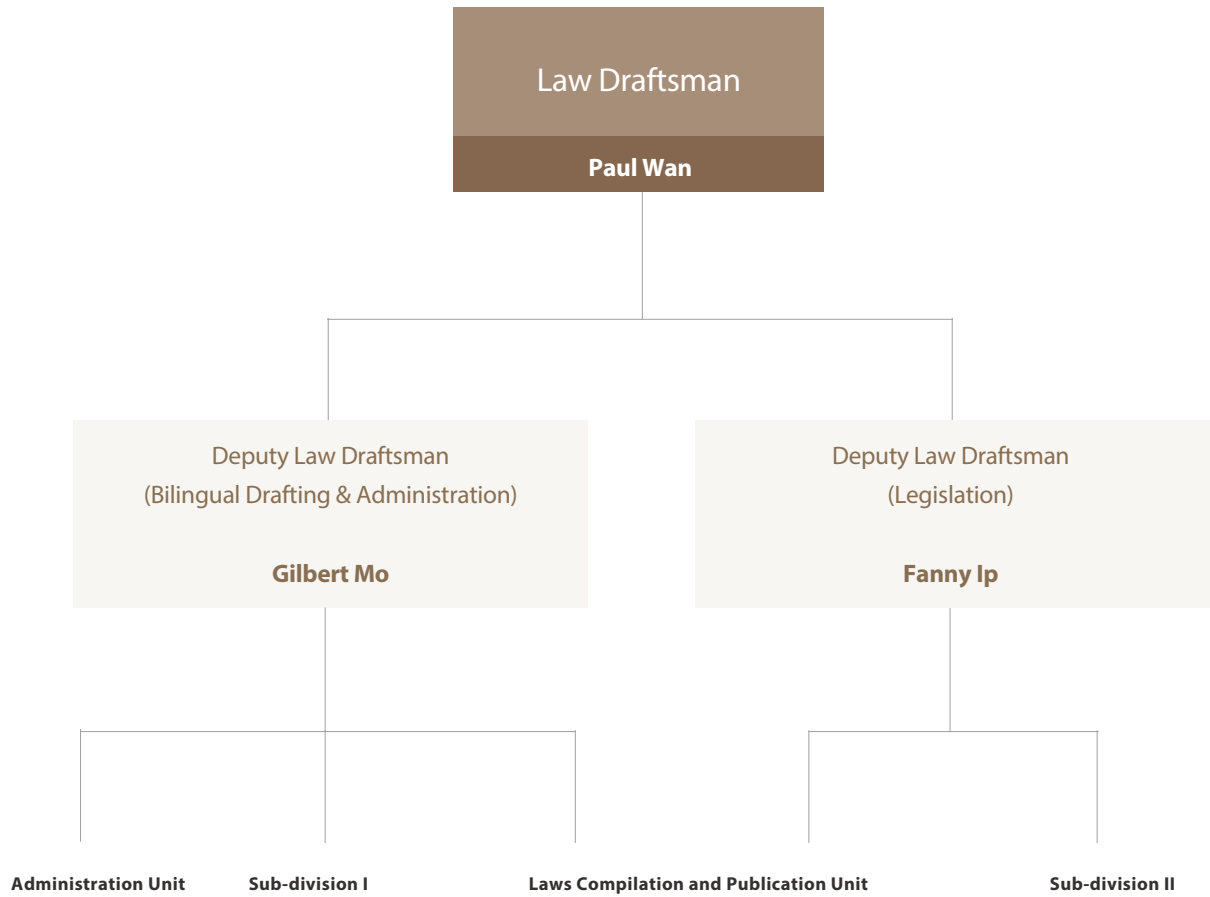 Law Draftsman
Paul Wan
Deputy Law Draftsman
(Bilingual Drafting & Administration)
Gilbert Mo
Deputy Law Draftsman
(Legislation)
Fanny Ip
Administration Unit
Sub-division I
Laws Compilation and Publication Unit
Sub-division II